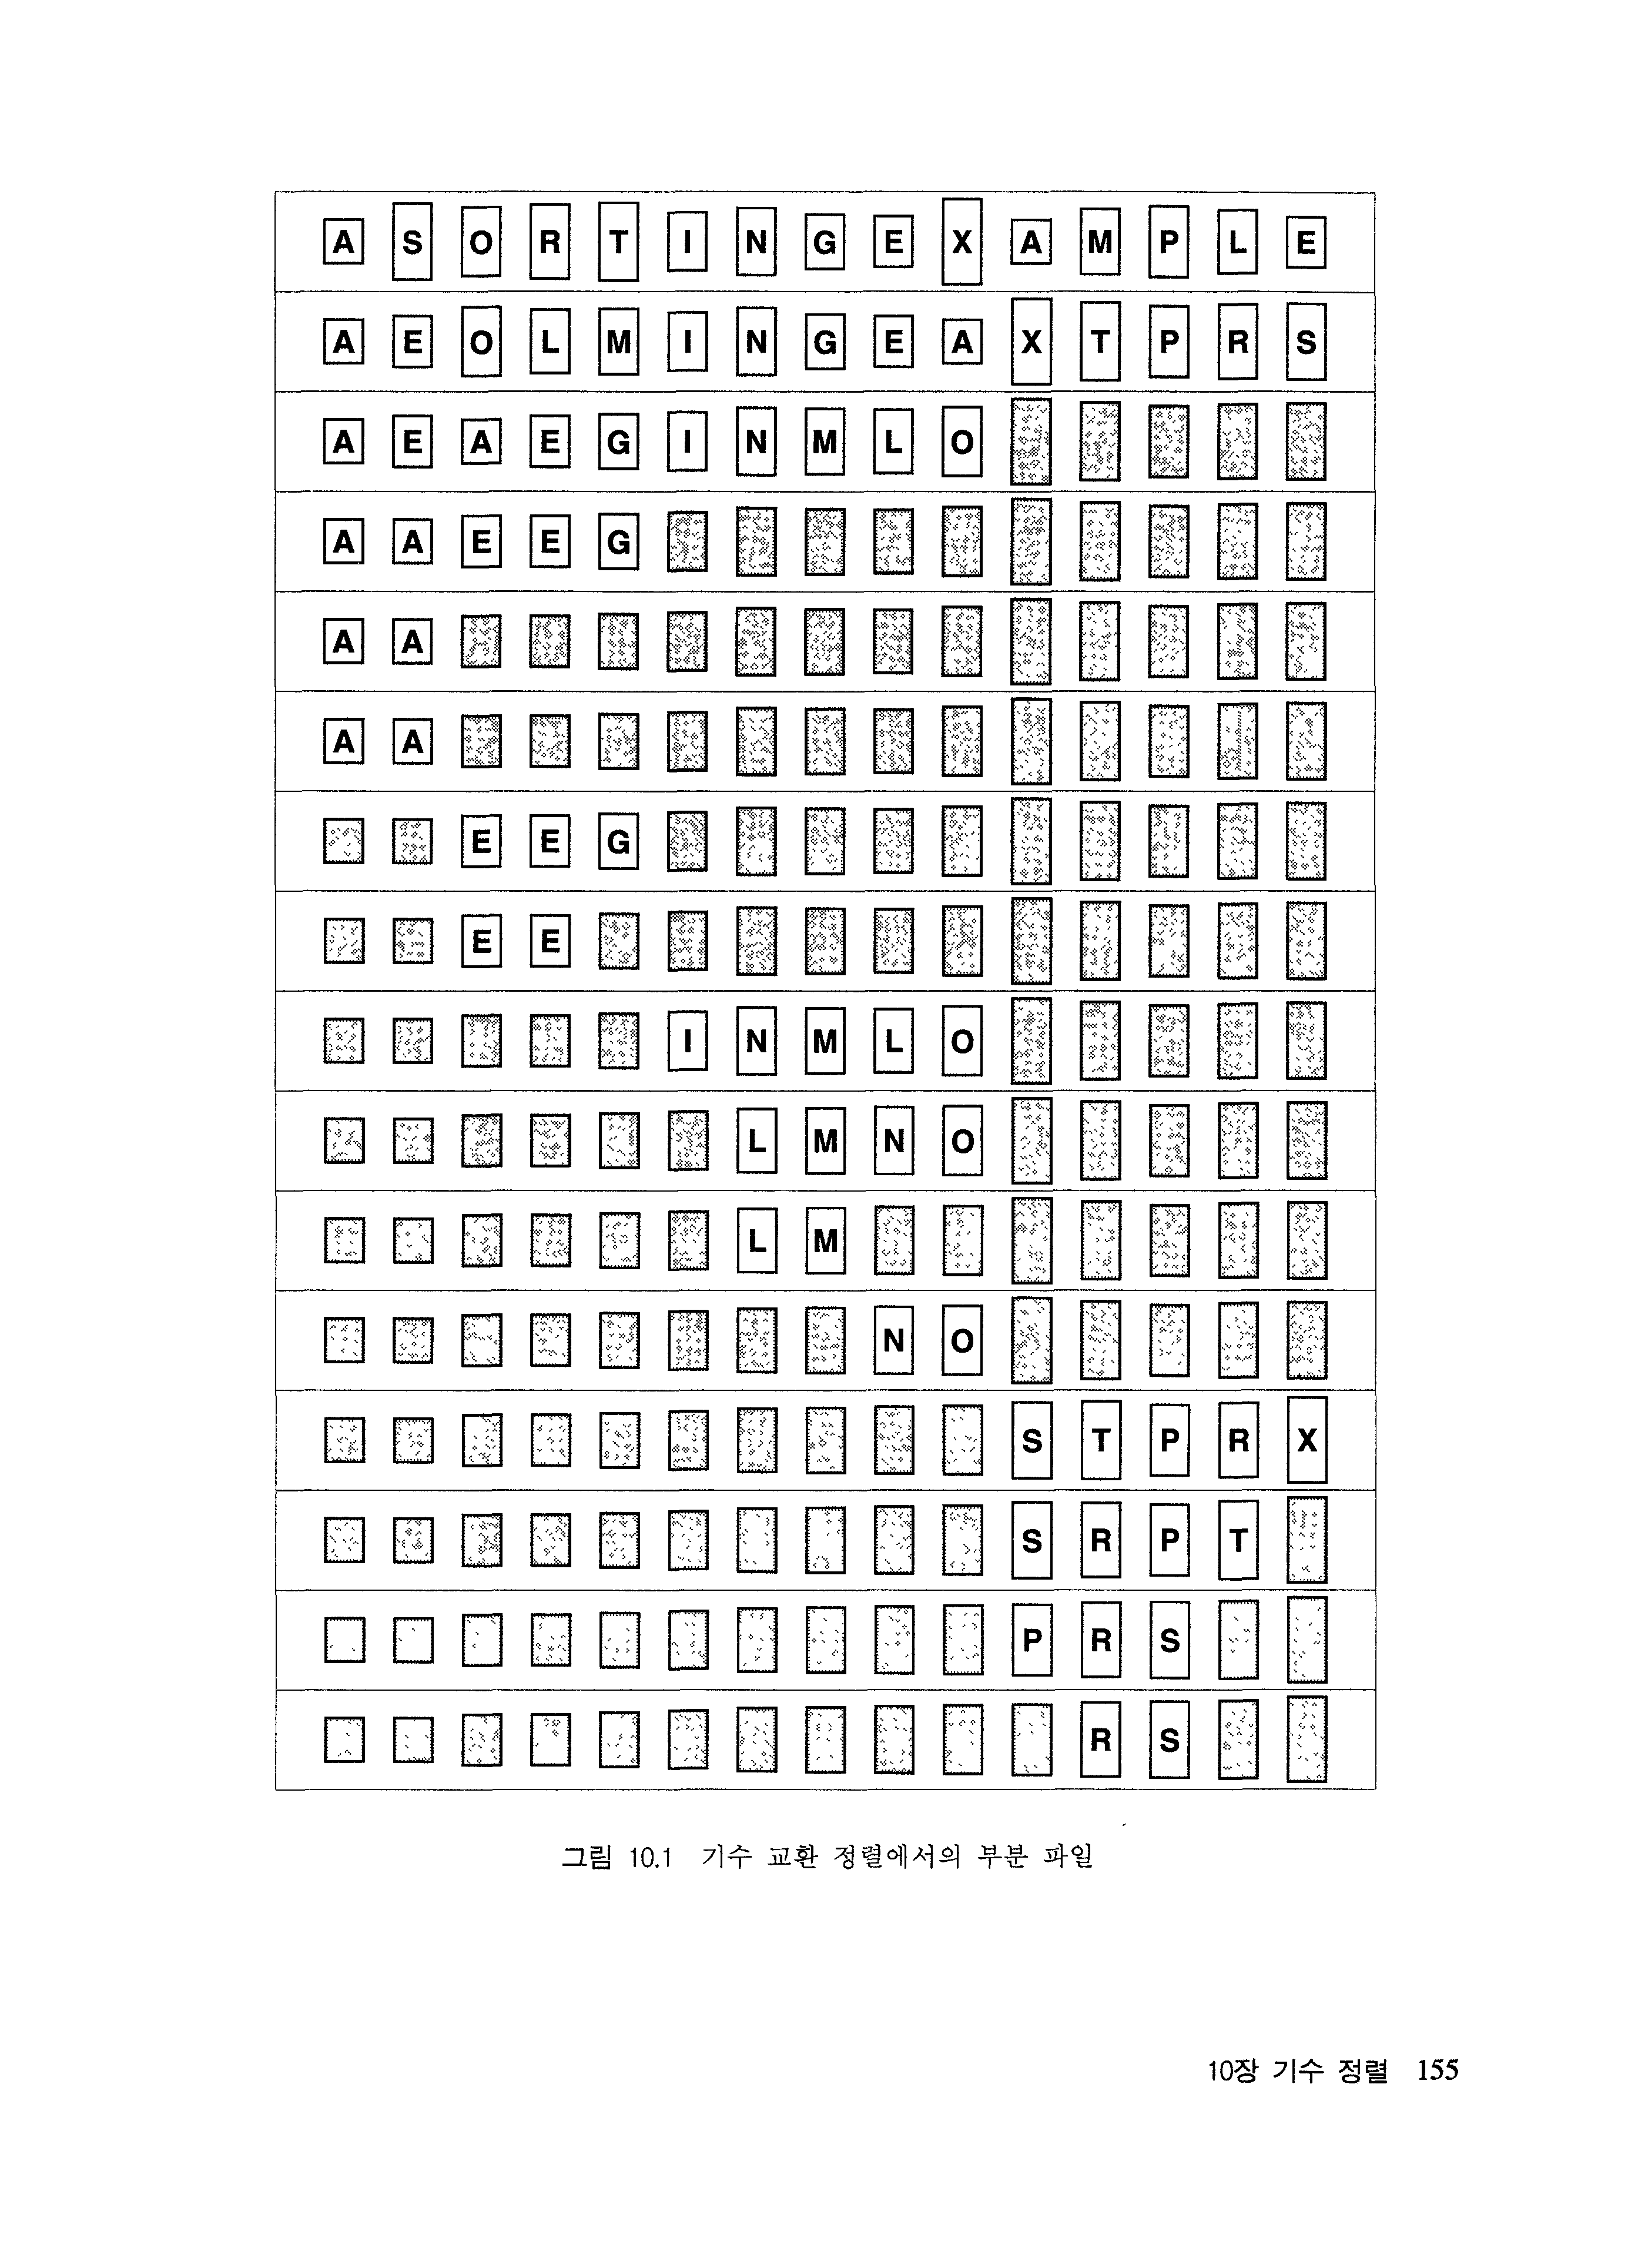 A S O R T I N G E X A M P L E
A E O L M I N G E A X T P R S
A E A E G I N M L O
A A E E G
A A
A A
E E G
E E
I N M L O
L M N O
L M
N O
S T P R X
S R P T
P R S
R S
그림 10.1 기수 교환 정렬에서의 부분 파일
10장 기수 정렬 155